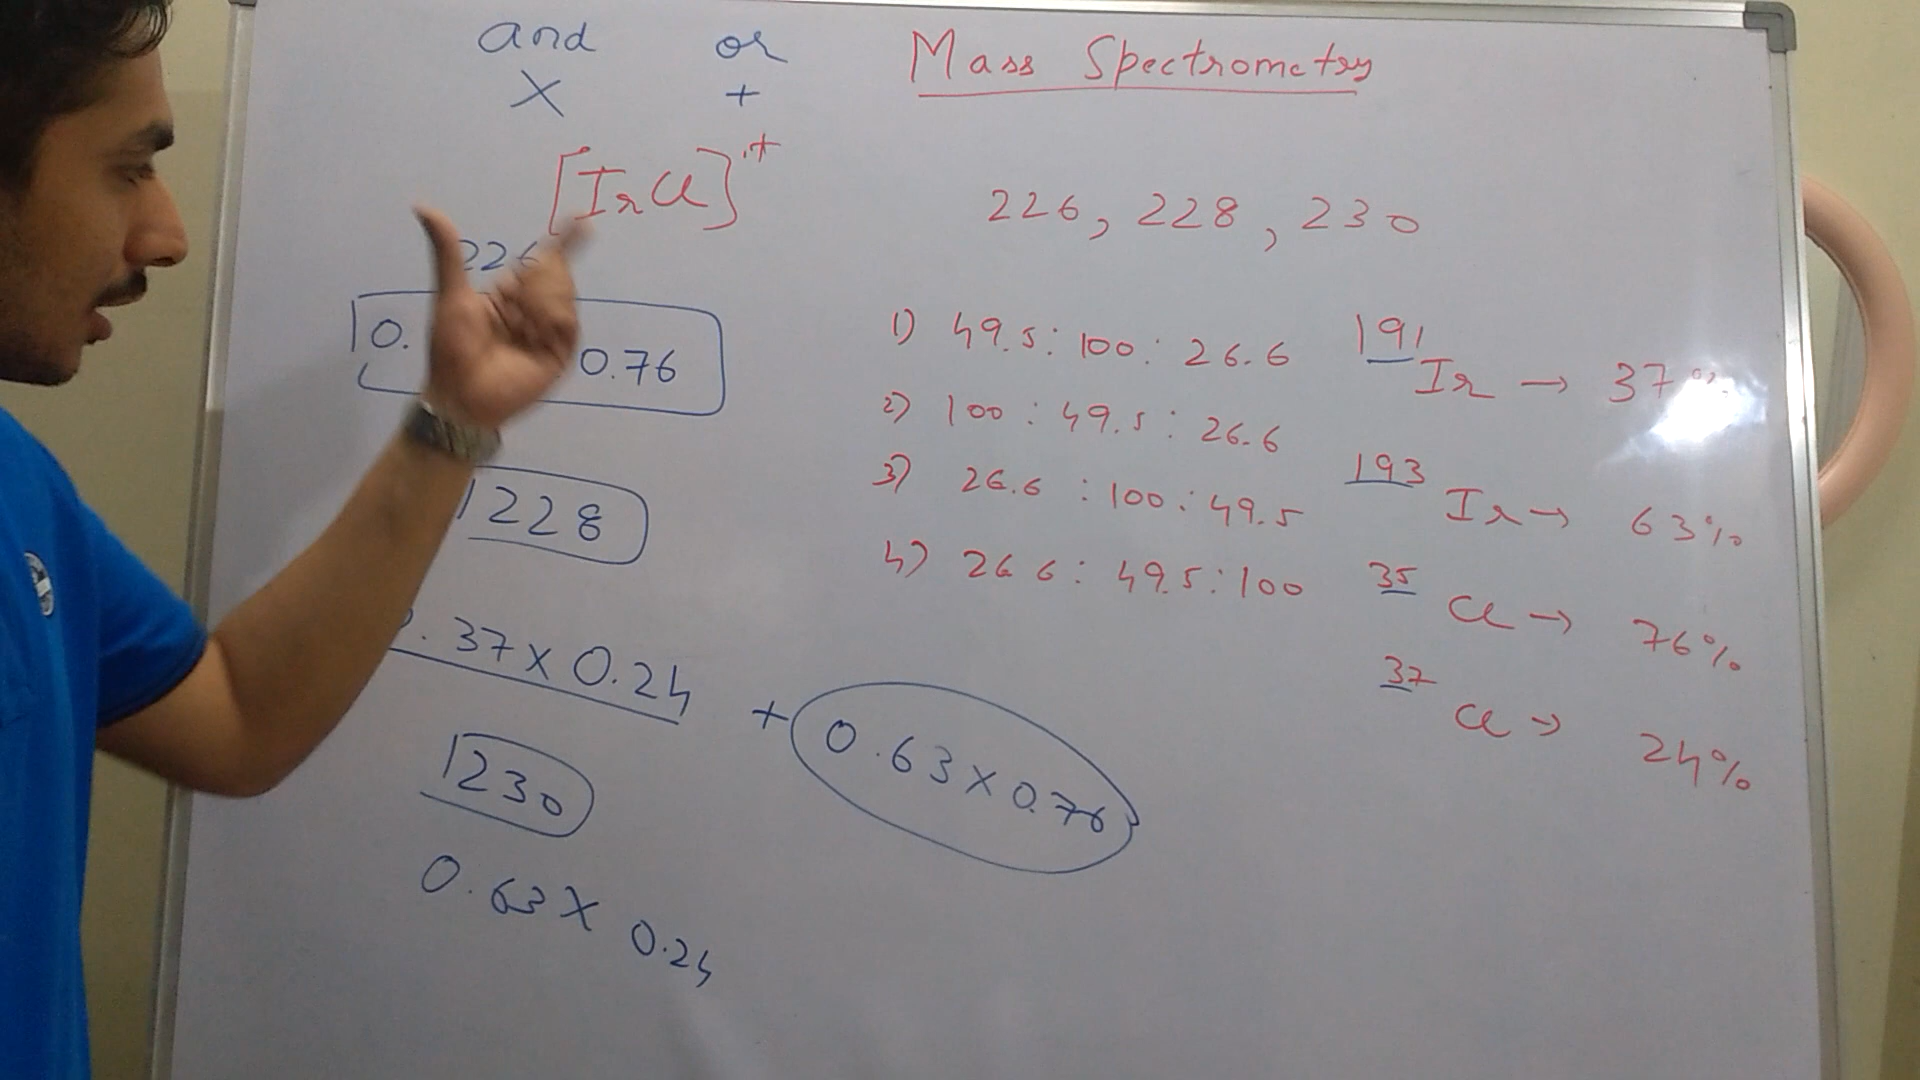 and or
X +
Mass Spectrometry
[IrCl]·+
226, 228, 230
226
0. 0.76
1) 49.5 : 100 : 26.6
2) 100 : 49.5 : 26.6
3) 26.6 : 100 : 49.5
4) 26.6 : 49.5 : 100
191 Ir → 37%
193 Ir → 63%
35 Cl → 76%
37 Cl → 24%
228
. 37 x 0.24 + 0.63 x 0.76
230
0.63 x 0.24